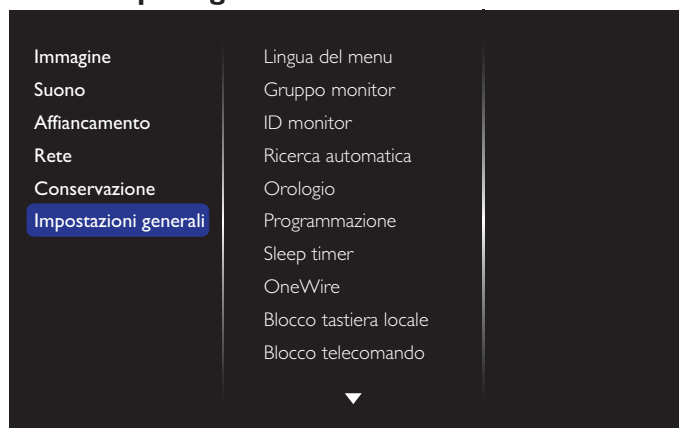 Immagine
Suono
Affiancamento
Rete
Conservazione
Impostazioni generali
Lingua del menu
Gruppo monitor
ID monitor
Ricerca automatica
Orologio
Programmazione
Sleep timer
OneWire
Blocco tastiera locale
Blocco telecomando